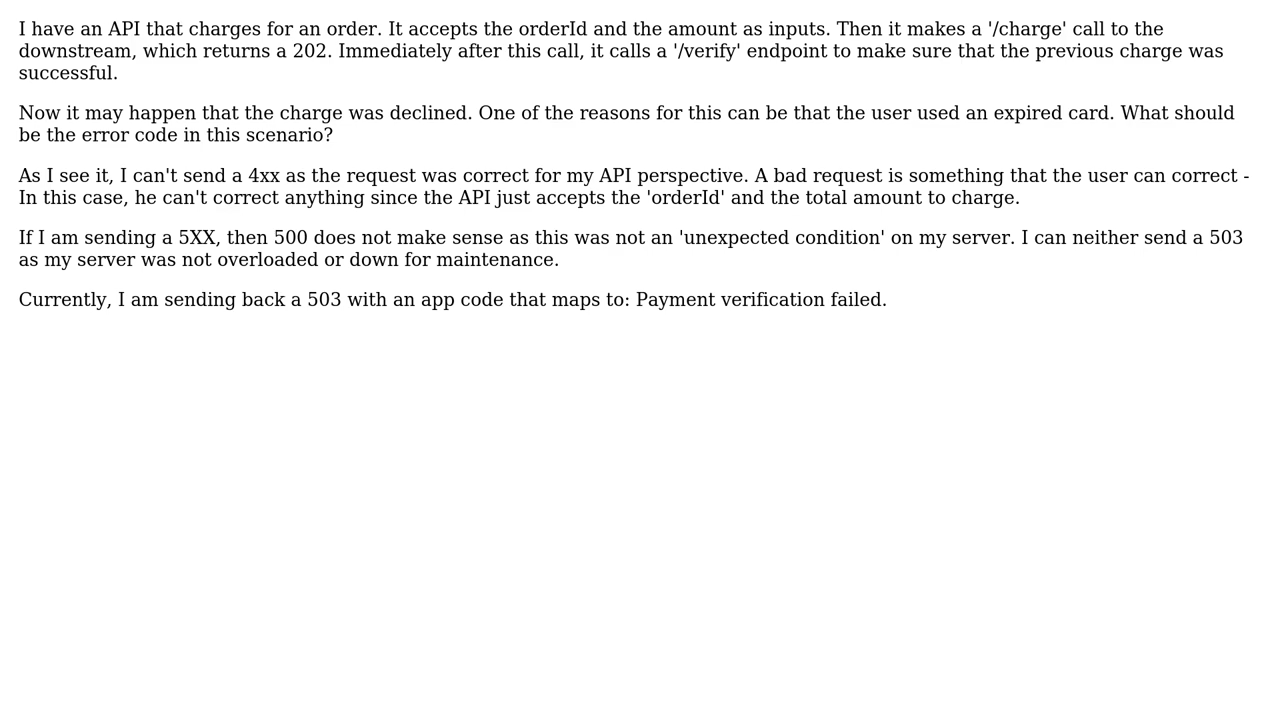 I have an API that charges for an order. It accepts the orderId and the amount as inputs. Then it makes a '/charge' call to the
downstream, which returns a 202. Immediately after this call, it calls a '/verify' endpoint to make sure that the previous charge was
successful.
Now it may happen that the charge was declined. One of the reasons for this can be that the user used an expired card. What should
be the error code in this scenario?
As I see it, I can't send a 4xx as the request was correct for my API perspective. A bad request is something that the user can correct -
In this case, he can't correct anything since the API just accepts the 'orderId' and the total amount to charge.
If I am sending a 5XX, then 500 does not make sense as this was not an 'unexpected condition' on my server. I can neither send a 503
as my server was not overloaded or down for maintenance.
Currently, I am sending back a 503 with an app code that maps to: Payment verification failed.